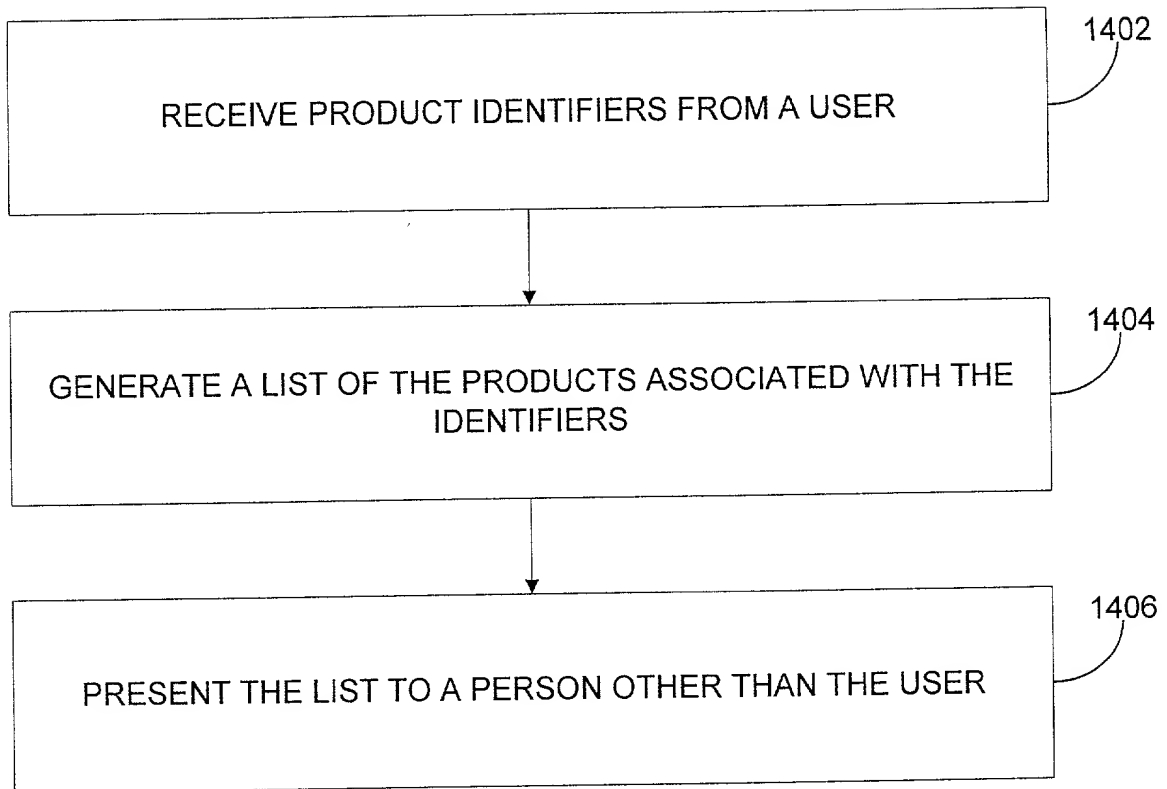 1402
RECEIVE PRODUCT IDENTIFIERS FROM A USER
1404
GENERATE A LIST OF THE PRODUCTS ASSOCIATED WITH THE
IDENTIFIERS
1406
PRESENT THE LIST TO A PERSON OTHER THAN THE USER